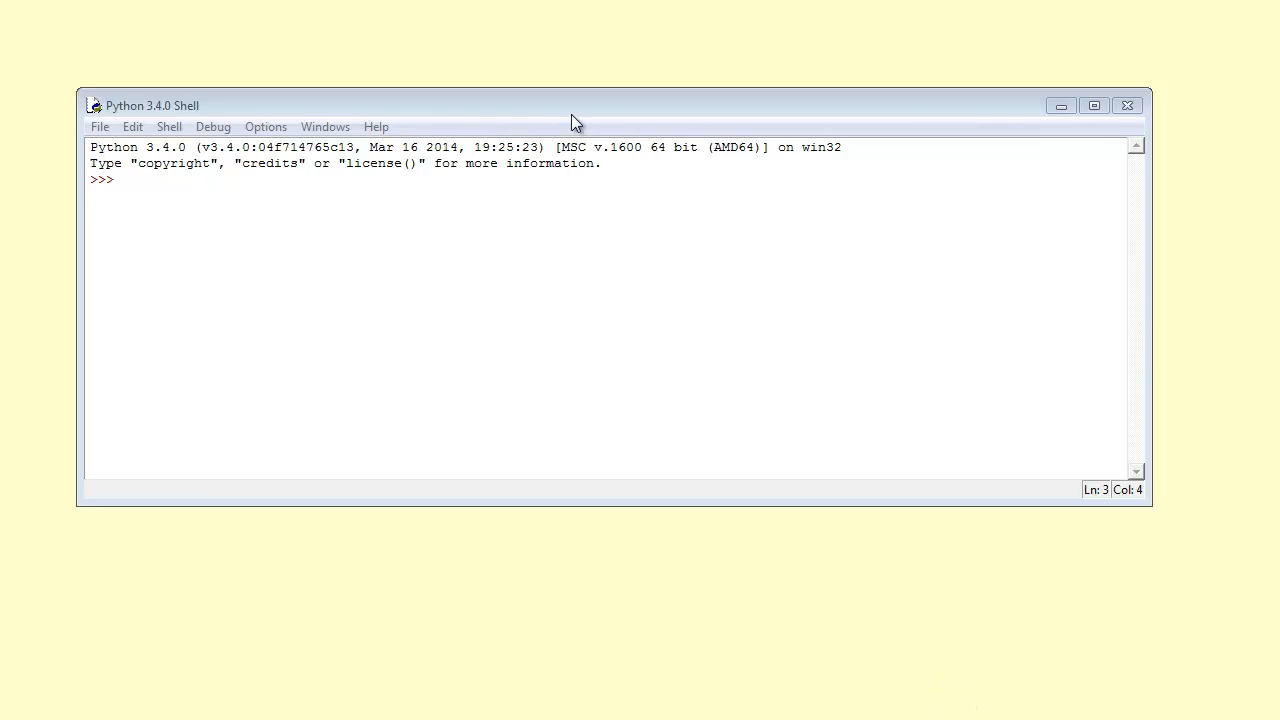 Python 3.4.0 Shell
File Edit Shell Debug Options Windows Help
Python 3.4.0 (v3.4.0:04f714765c13, Mar 16 2014, 19:25:23) [MSC v.1600 64 bit (AMD64)] on win32
Type "copyright", "credits" or "license()" for more information.
>>>
Ln: 3 Col: 4